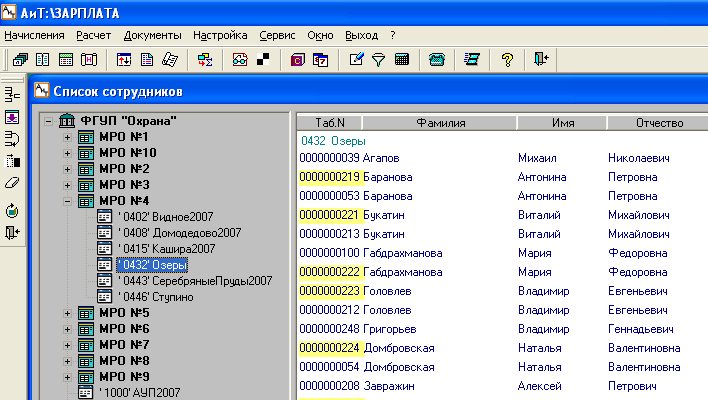 АиТ:\ЗАРПЛАТА
Начисления Расчет Документы Настройка Сервис Окно Выход ?
Список сотрудников
ФГУП "Охрана"
МРО №1
МРО №10
МРО №2
МРО №3
МРО №4
'0402' Видное2007
'0408' Домодедово2007
'0415' Кашира2007
'0432' Озеры
'0443' СеребряныеПруды2007
'0446' Ступино
МРО №5
МРО №6
МРО №7
МРО №8
МРО №9
'1000' АУП2007
Таб.N Фамилия Имя Отчество
0432 Озеры
0000000039 Агапов Михаил Николаевич
0000000219 Баранова Антонина Петровна
0000000053 Баранова Антонина Петровна
0000000221 Букатин Виталий Михайлович
0000000213 Букатин Виталий Михайлович
0000000100 Габдрахманова Мария Федоровна
0000000222 Габдрахманова Мария Федоровна
0000000223 Головлев Владимир Евгеньевич
0000000212 Головлев Владимир Евгеньевич
0000000248 Григорьев Владимир Геннадьевич
0000000224 Домбровская Наталья Валентиновна
0000000054 Домбровская Наталья Валентиновна
0000000208 Завражин Алексей Петрович